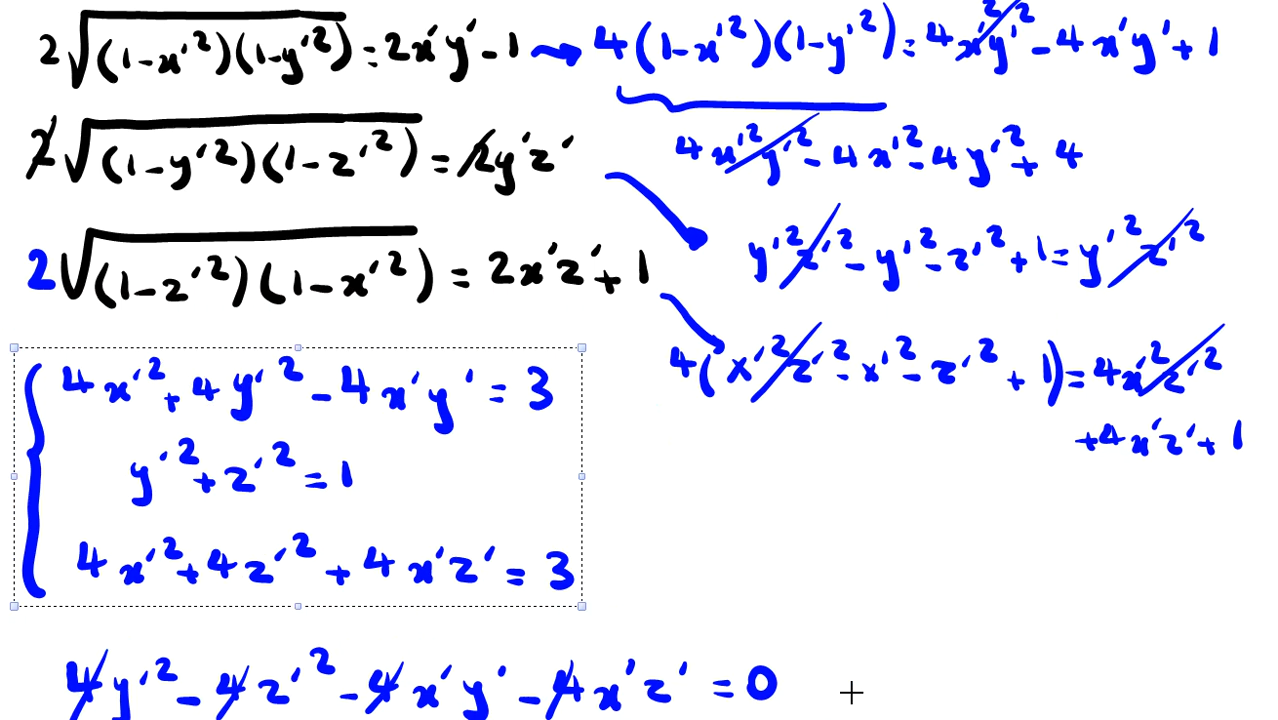 2√(1-x'²)(1-y'²) = 2x'y' - 1 → 4(1-x'²)(1-y'²) = 4x'²y'² - 4x'y' + 1
4x'²y'² - 4x'² - 4y'² + 4
2√(1-y'²)(1-z'²) = 2y'z'
y'²z'² - y'² - z'² + 1 = y'²z'²
2√(1-z'²)(1-x'²) = 2x'z' + 1
4(x'²z'² - x'² - z'² + 1) = 4x'²z'²
+4x'z' + 1
4x'² + 4y'² - 4x'y' = 3
y'² + z'² = 1
4x'² + 4z'² + 4x'z' = 3
4y'² - 4z'² - 4x'y' - 4x'z' = 0